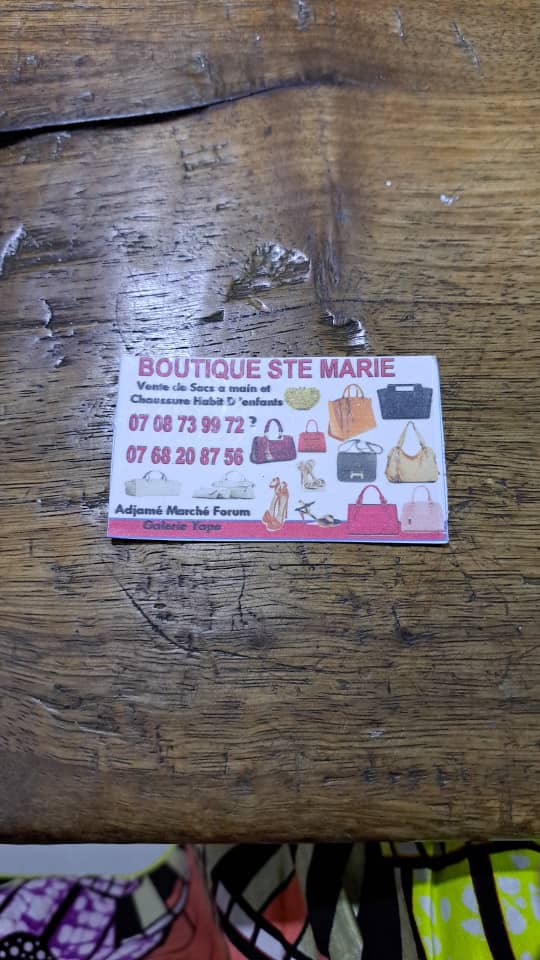 BOUTIQUE STE MARIE
Vente de Sacs a main et
Chaussure Habit D 'enfants
07 08 73 99 72 ?
07 68 20 87 56
Adjamé Marché Forum
Galerie Yapo